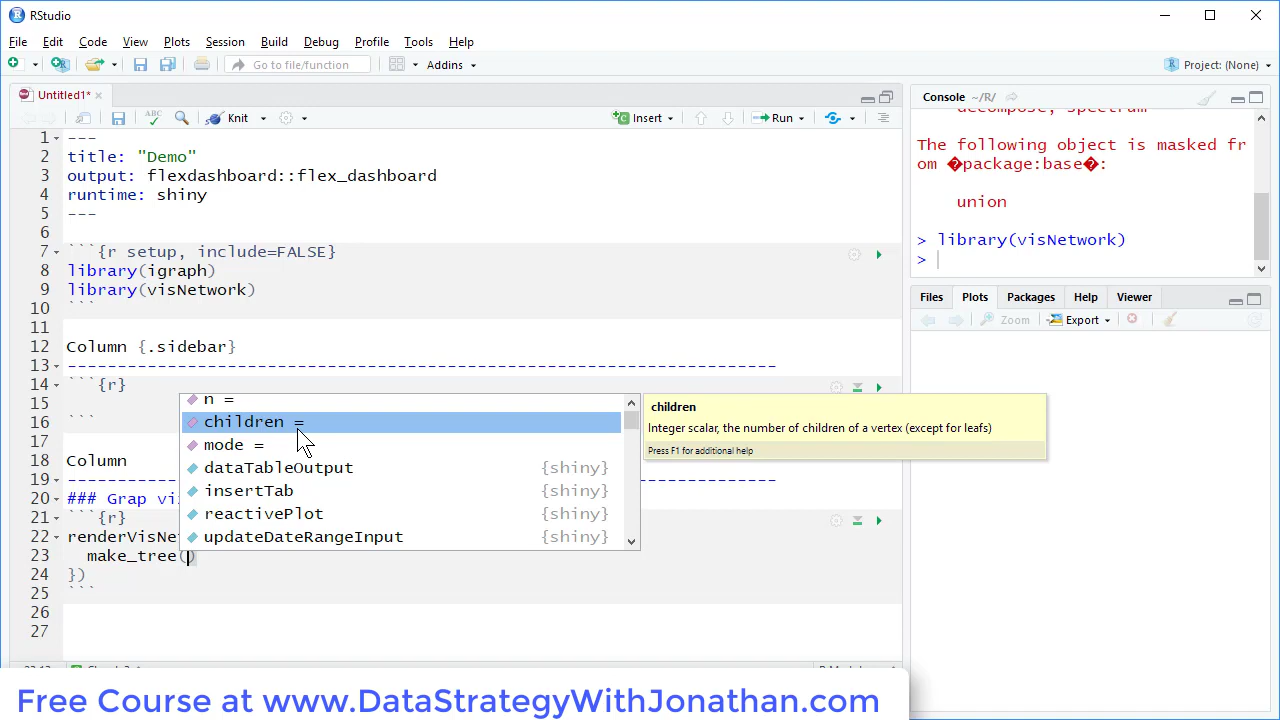 RStudio
File Edit Code View Plots Session Build Debug Profile Tools Help
Go to file/function Addins Project: (None)
Untitled1*
ABC Knit Insert Run
1 ---
2 title: "Demo"
3 output: flexdashboard::flex_dashboard
4 runtime: shiny
5 ---
6
7 ```{r setup, include=FALSE}
8 library(igraph)
9 library(visNetwork)
10 ```
11
12 Column {.sidebar}
13 -----------------------------------------------------------------------------
14 ```{r}
15
16 ```
17
18 Column
19
20 ### Grap vi
21 ```{r}
22 renderVisNe
23 make_tree()
24 })
25 ```
26
27
n =
children =
mode =
dataTableOutput {shiny}
insertTab {shiny}
reactivePlot {shiny}
updateDateRangeInput {shiny}
children
Integer scalar, the number of children of a vertex (except for leafs)
Press F1 for additional help
Console ~/R/
decompose, spectrum
The following object is masked fr
om �package:base�:
union
> library(visNetwork)
>
Files Plots Packages Help Viewer
Zoom Export
Free Course at www.DataStrategyWithJonathan.com